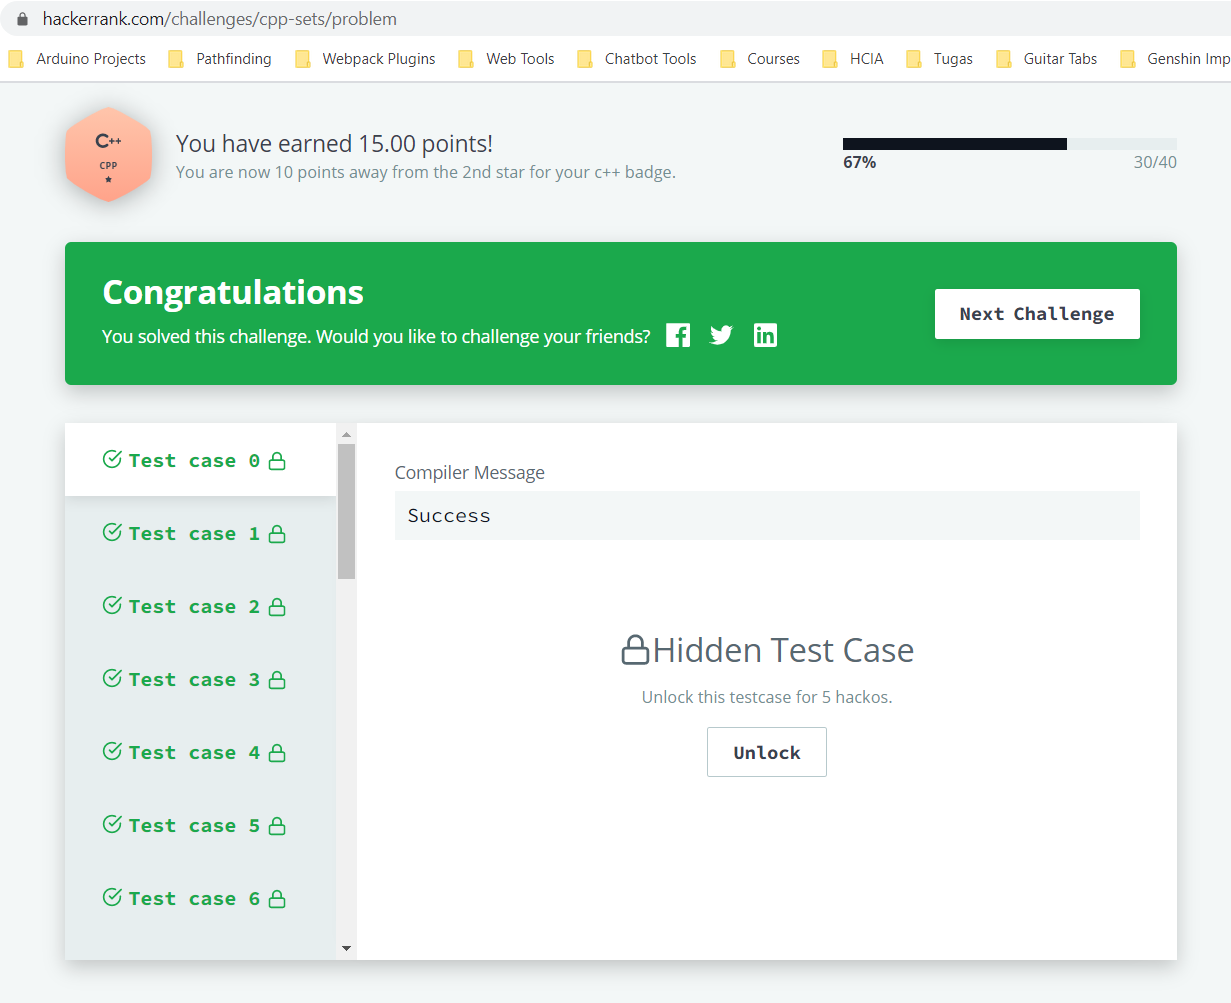 hackerrank.com/challenges/cpp-sets/problem
Arduino Projects Pathfinding Webpack Plugins Web Tools Chatbot Tools Courses HCIA Tugas Guitar Tabs Genshin Imp
C++
CPP
You have earned 15.00 points!
You are now 10 points away from the 2nd star for your c++ badge.
67% 30/40
Congratulations
You solved this challenge. Would you like to challenge your friends?
Next Challenge
Test case 0
Test case 1
Test case 2
Test case 3
Test case 4
Test case 5
Test case 6
Compiler Message
Success
Hidden Test Case
Unlock this testcase for 5 hackos.
Unlock